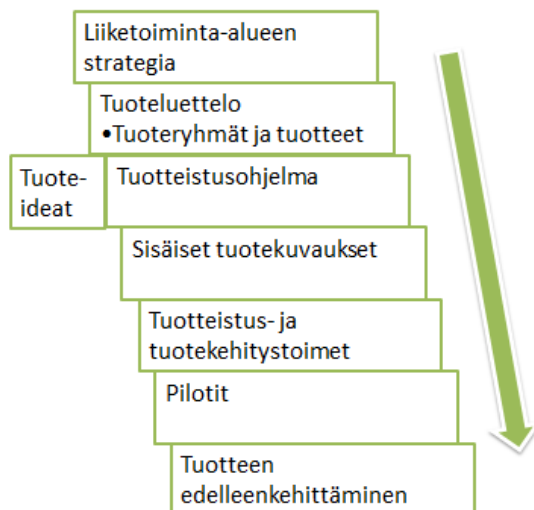 Liiketoiminta-alueen
strategia
Tuoteluettelo
•Tuoteryhmät ja tuotteet
Tuote-
ideat
Tuotteistusohjelma
Sisäiset tuotekuvaukset
Tuotteistus- ja
tuotekehitystoimet
Pilotit
Tuotteen
edelleenkehittäminen